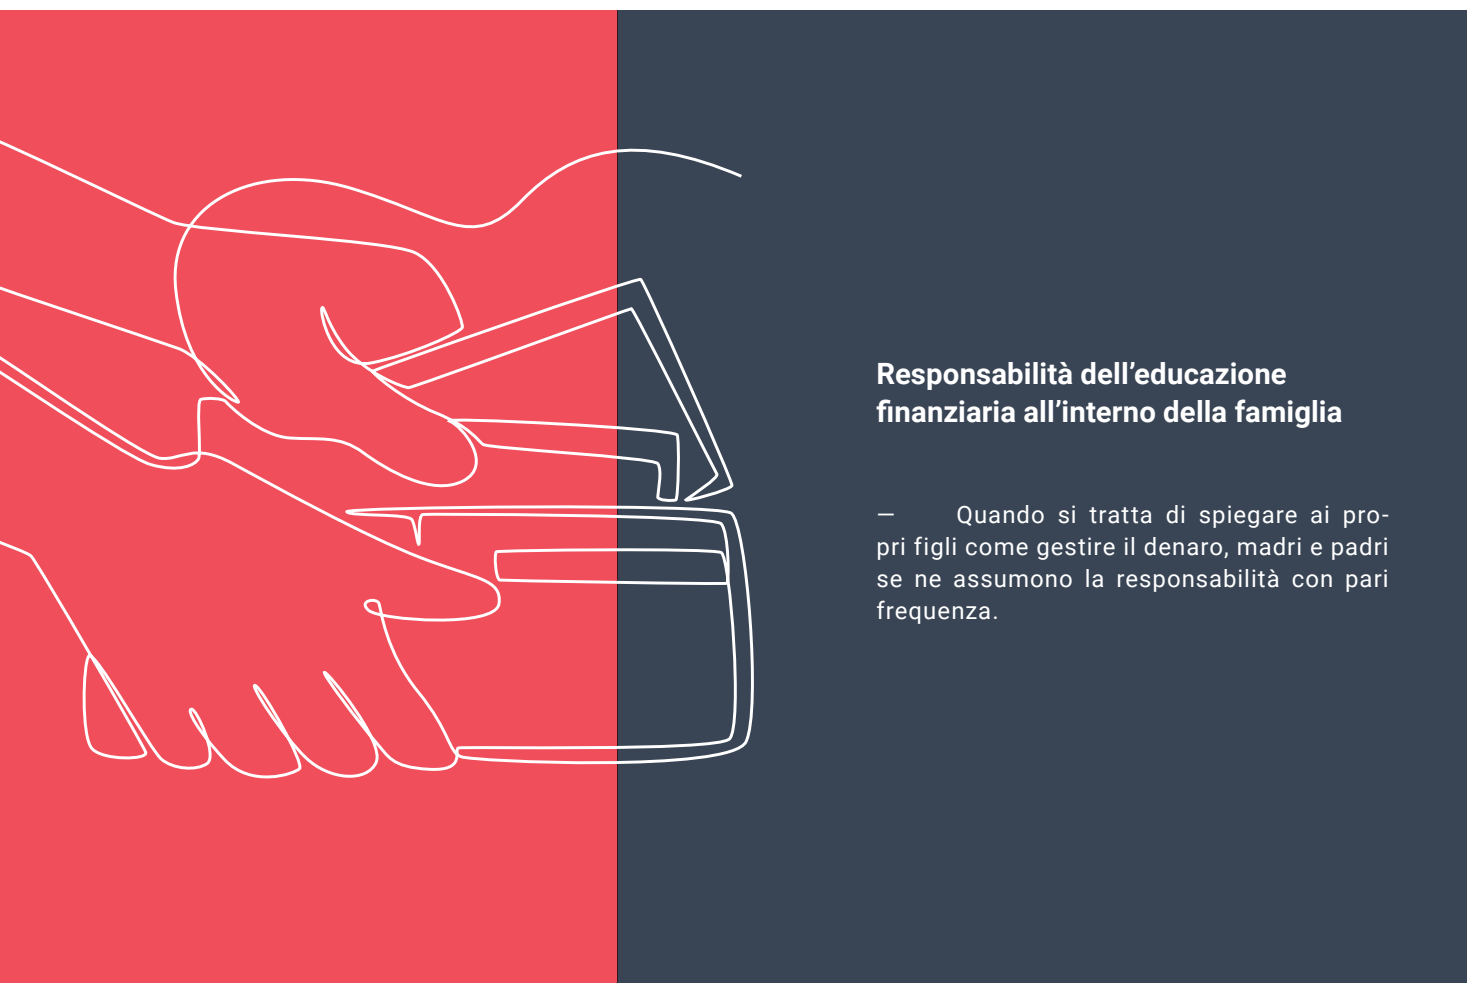 Responsabilità dell’educazione
finanziaria all’interno della famiglia
— Quando si tratta di spiegare ai pro-
pri figli come gestire il denaro, madri e padri
se ne assumono la responsabilità con pari
frequenza.